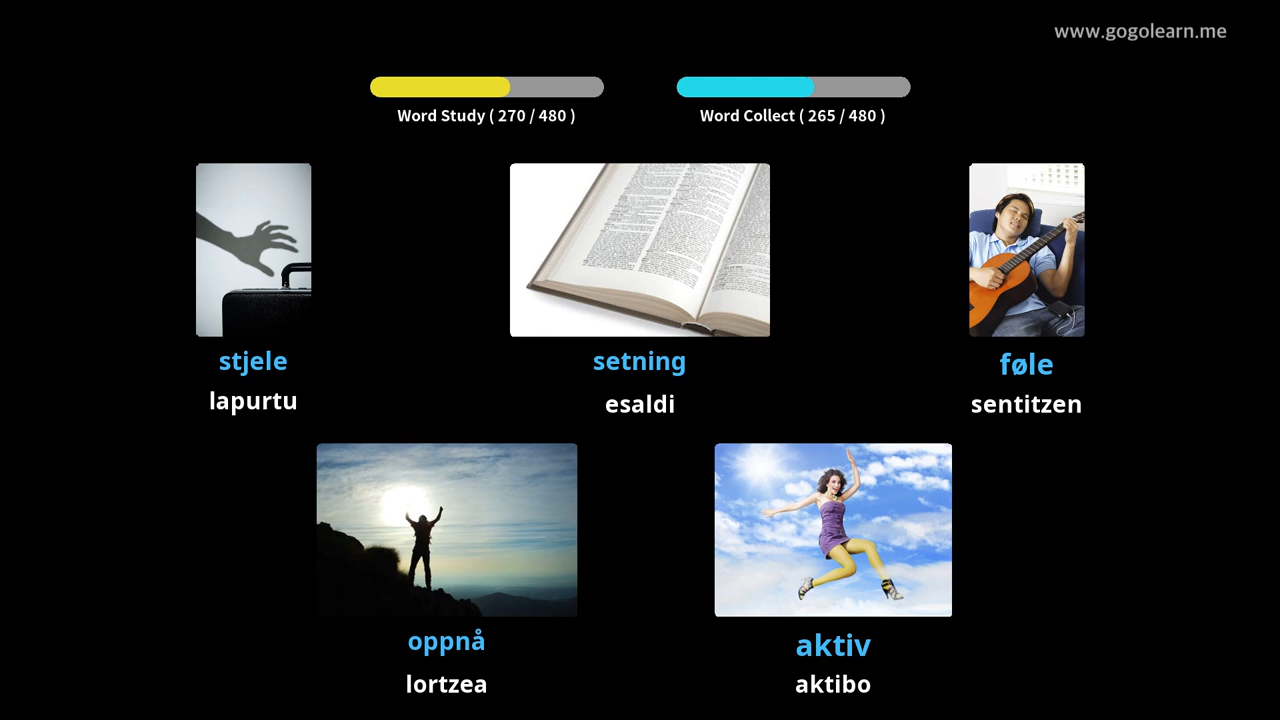 www.gogolearn.me
Word Study ( 270 / 480 )
Word Collect ( 265 / 480 )
stjele
lapurtu
setning
esaldi
føle
sentitzen
oppnå
lortzea
aktiv
aktibo